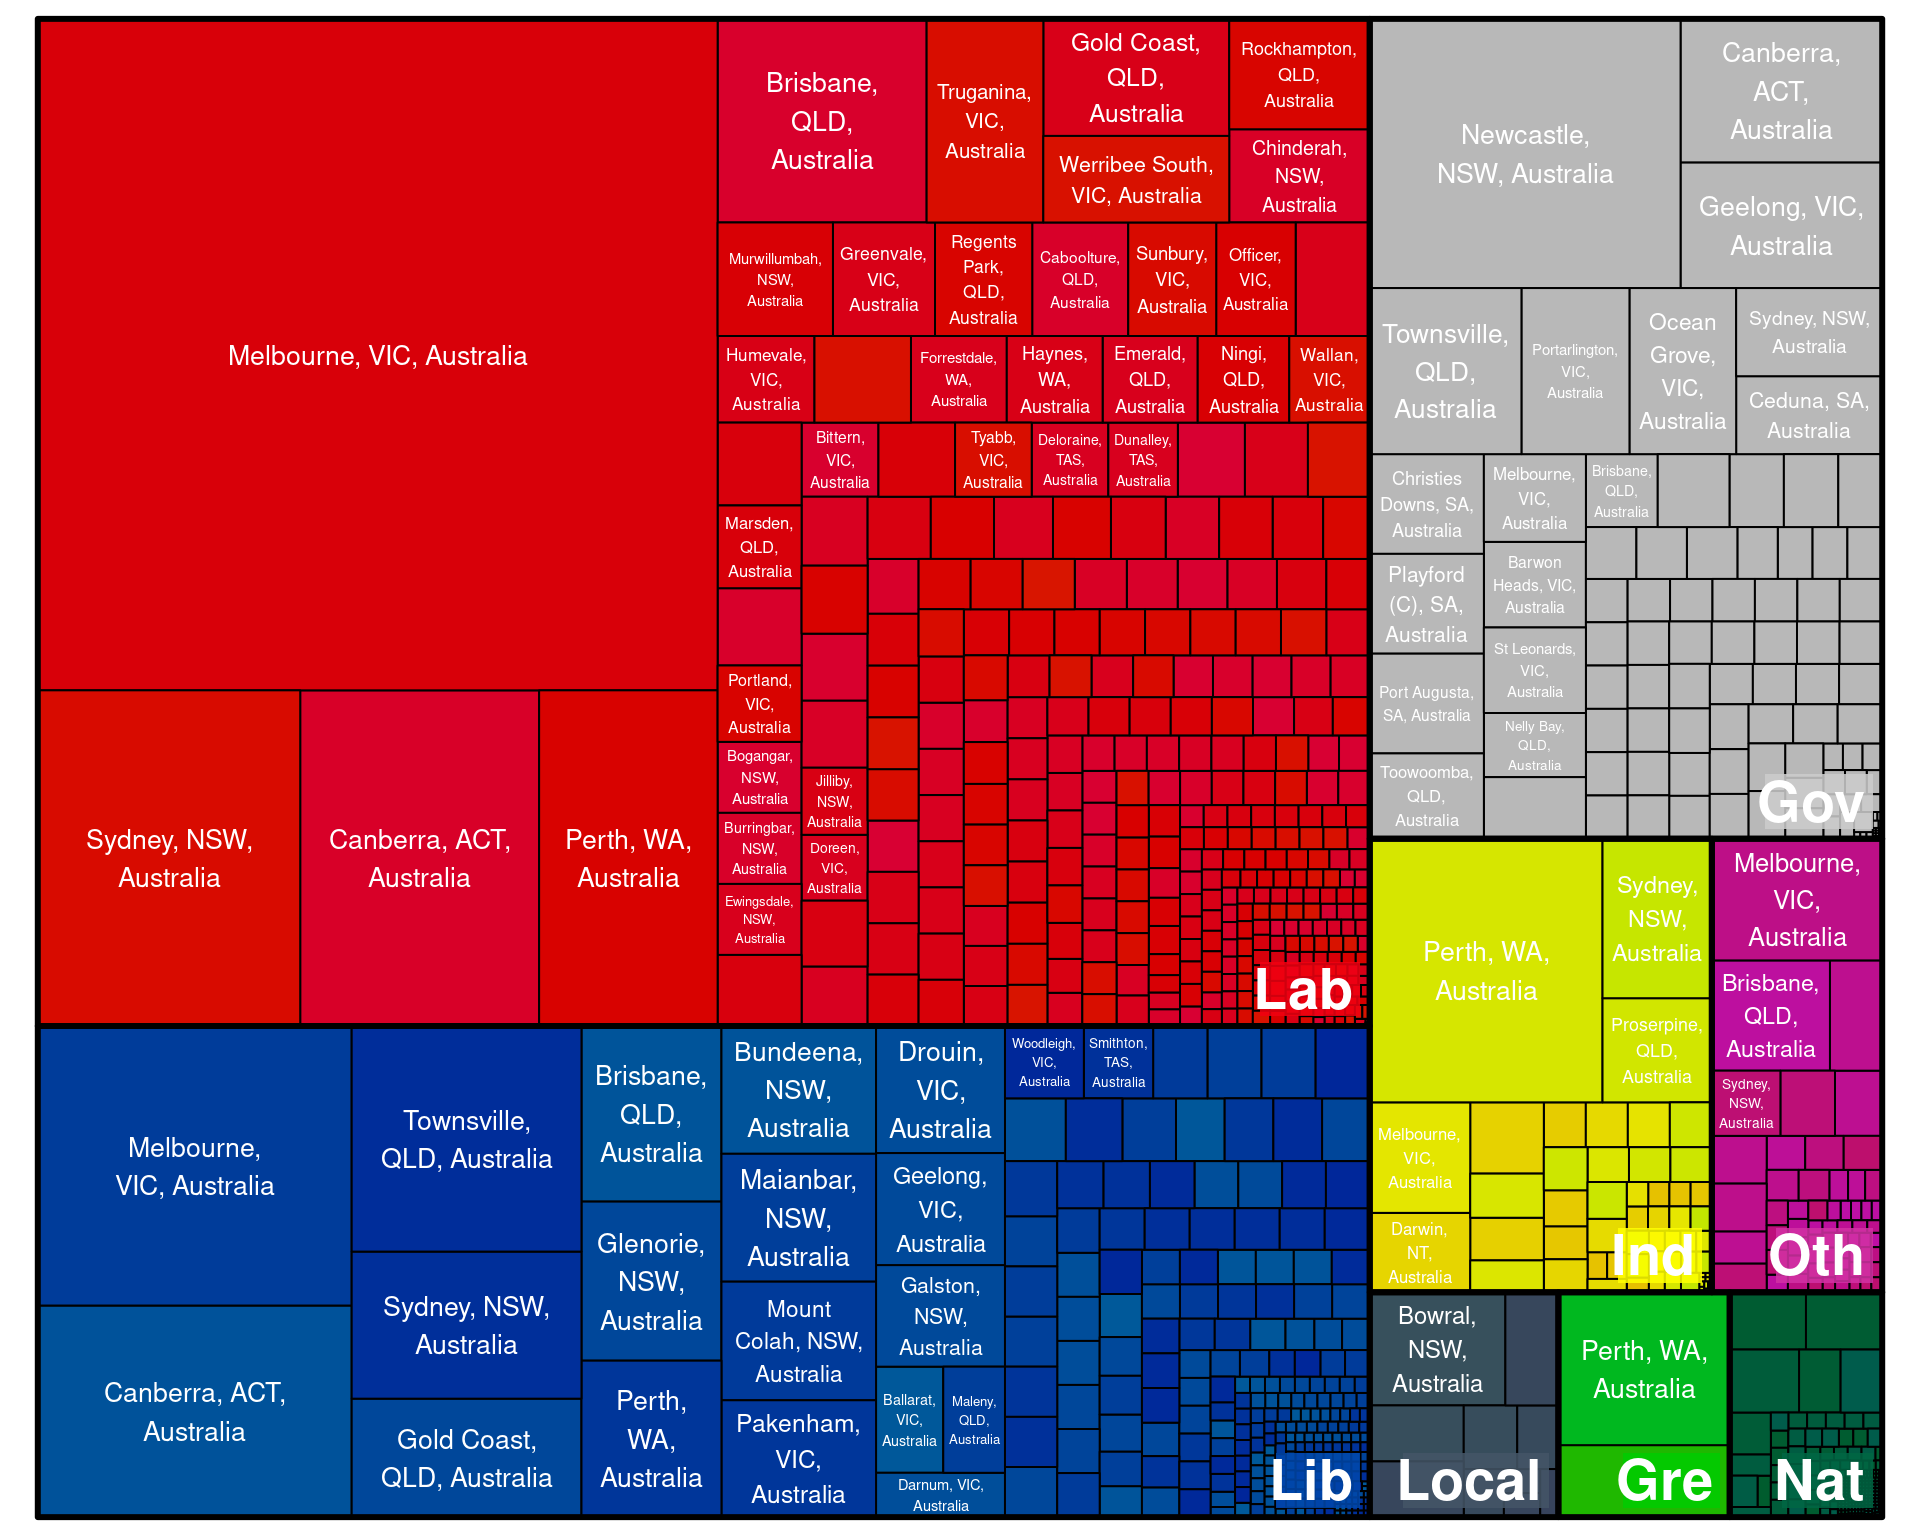 Melbourne, VIC, Australia
Sydney, NSW,
Australia
Canberra, ACT,
Australia
Perth, WA,
Australia
Brisbane,
QLD,
Australia
Truganina,
VIC,
Australia
Gold Coast,
QLD,
Australia
Werribee South,
VIC, Australia
Rockhampton,
QLD,
Australia
Chinderah,
NSW,
Australia
Murwillumbah,
NSW,
Australia
Greenvale,
VIC,
Australia
Regents
Park,
QLD,
Australia
Caboolture,
QLD,
Australia
Sunbury,
VIC,
Australia
Officer,
VIC,
Australia
Humevale,
VIC,
Australia
Forrestdale,
WA,
Australia
Haynes,
WA,
Australia
Emerald,
QLD,
Australia
Ningi,
QLD,
Australia
Wallan,
VIC,
Australia
Bittern,
VIC,
Australia
Tyabb,
VIC,
Australia
Deloraine,
TAS,
Australia
Dunalley,
TAS,
Australia
Marsden,
QLD,
Australia
Portland,
VIC,
Australia
Bogangar,
NSW,
Australia
Burringbar,
NSW,
Australia
Ewingsdale,
NSW,
Australia
Jilliby,
NSW,
Australia
Doreen,
VIC,
Australia
Lab
Newcastle,
NSW, Australia
Canberra,
ACT,
Australia
Geelong, VIC,
Australia
Townsville,
QLD,
Australia
Portarlington,
VIC,
Australia
Ocean
Grove,
VIC,
Australia
Sydney, NSW,
Australia
Ceduna, SA,
Australia
Christies
Downs, SA,
Australia
Playford
(C), SA,
Australia
Port Augusta,
SA, Australia
Toowoomba,
QLD,
Australia
Melbourne,
VIC,
Australia
Barwon
Heads, VIC,
Australia
St Leonards,
VIC,
Australia
Nelly Bay,
QLD,
Australia
Brisbane,
QLD,
Australia
Gov
Perth, WA,
Australia
Sydney,
NSW,
Australia
Proserpine,
QLD,
Australia
Melbourne,
VIC,
Australia
Darwin,
NT,
Australia
Ind
Melbourne,
VIC,
Australia
Brisbane,
QLD,
Australia
Sydney,
NSW,
Australia
Oth
Melbourne,
VIC, Australia
Canberra, ACT,
Australia
Townsville,
QLD, Australia
Sydney, NSW,
Australia
Gold Coast,
QLD, Australia
Brisbane,
QLD,
Australia
Glenorie,
NSW,
Australia
Perth,
WA,
Australia
Bundeena,
NSW,
Australia
Maianbar,
NSW,
Australia
Mount
Colah, NSW,
Australia
Pakenham,
VIC,
Australia
Drouin,
VIC,
Australia
Geelong,
VIC,
Australia
Galston,
NSW,
Australia
Ballarat,
VIC,
Australia
Maleny,
QLD,
Australia
Darnum, VIC,
Australia
Woodleigh,
VIC,
Australia
Smithton,
TAS,
Australia
Lib
Bowral,
NSW,
Australia
Local
Perth, WA,
Australia
Gre
Nat